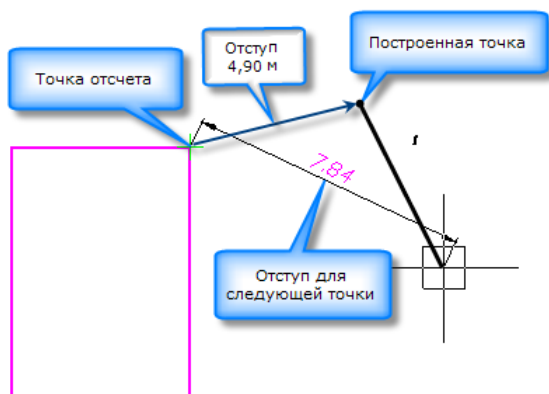 Отступ
4,90 м
Построенная точка
Точка отсчета
7.84
Отступ для
следующей точки